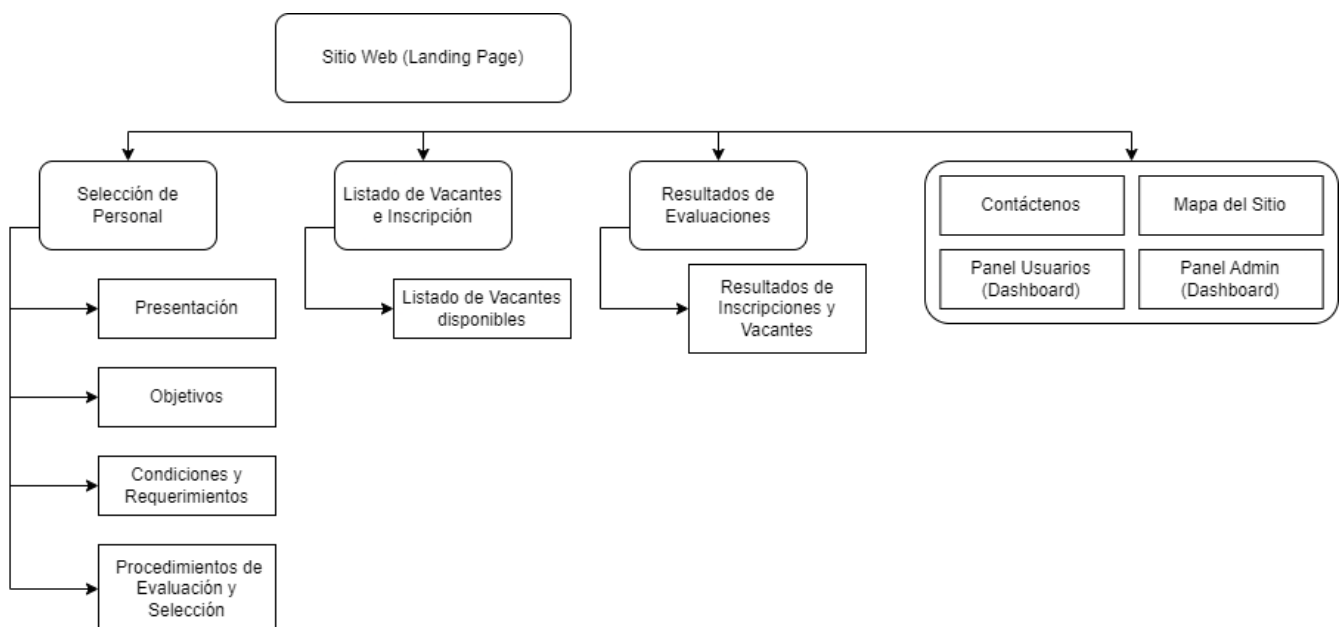 Sitio Web (Landing Page)
Selección de
Personal
Listado de Vacantes
e Inscripción
Resultados de
Evaluaciones
Contáctenos
Mapa del Sitio
Panel Usuarios
(Dashboard)
Panel Admin
(Dashboard)
Presentación
Objetivos
Condiciones y
Requerimientos
Procedimientos de
Evaluación y
Selección
Listado de Vacantes
disponibles
Resultados de
Inscripciones y
Vacantes